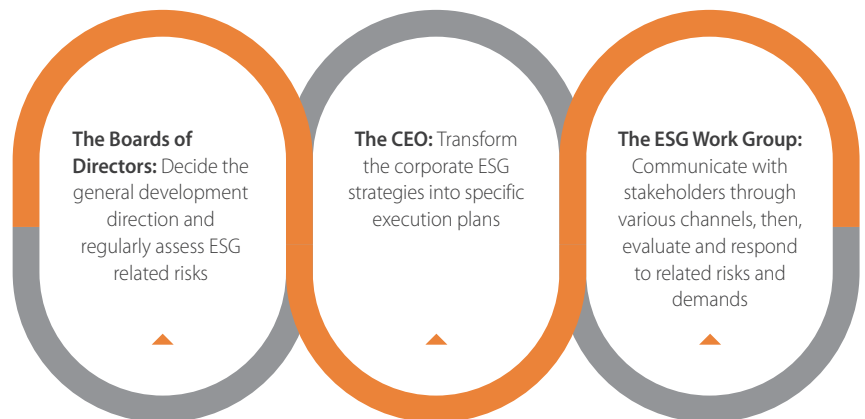 The Boards of
Directors: Decide the
general development
direction and
regularly assess ESG
related risks
The CEO: Transform
the corporate ESG
strategies into specific
execution plans
The ESG Work Group:
Communicate with
stakeholders through
various channels, then,
evaluate and respond
to related risks and
demands